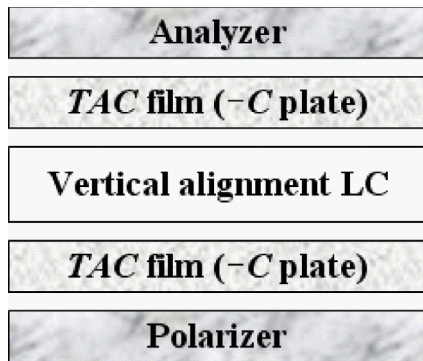 Analyzer
TAC film (−C plate)
Vertical alignment LC
TAC film (−C plate)
Polarizer